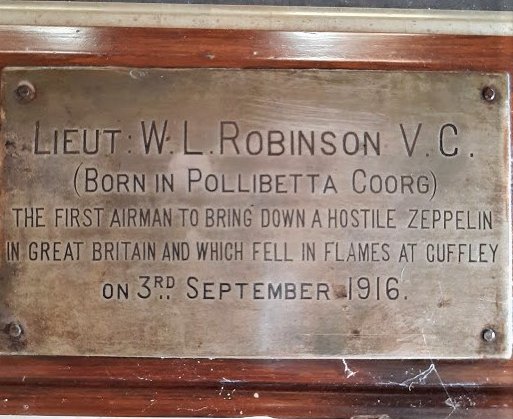 LIEUT: W.L.ROBINSON V.C.
(BORN IN POLLIBETTA COORG)
THE FIRST AIRMAN TO BRING DOWN A HOSTILE ZEPPELIN
IN GREAT BRITAIN AND WHICH FELL IN FLAMES AT CUFFLEY
ON 3RD.. SEPTEMBER 1916.